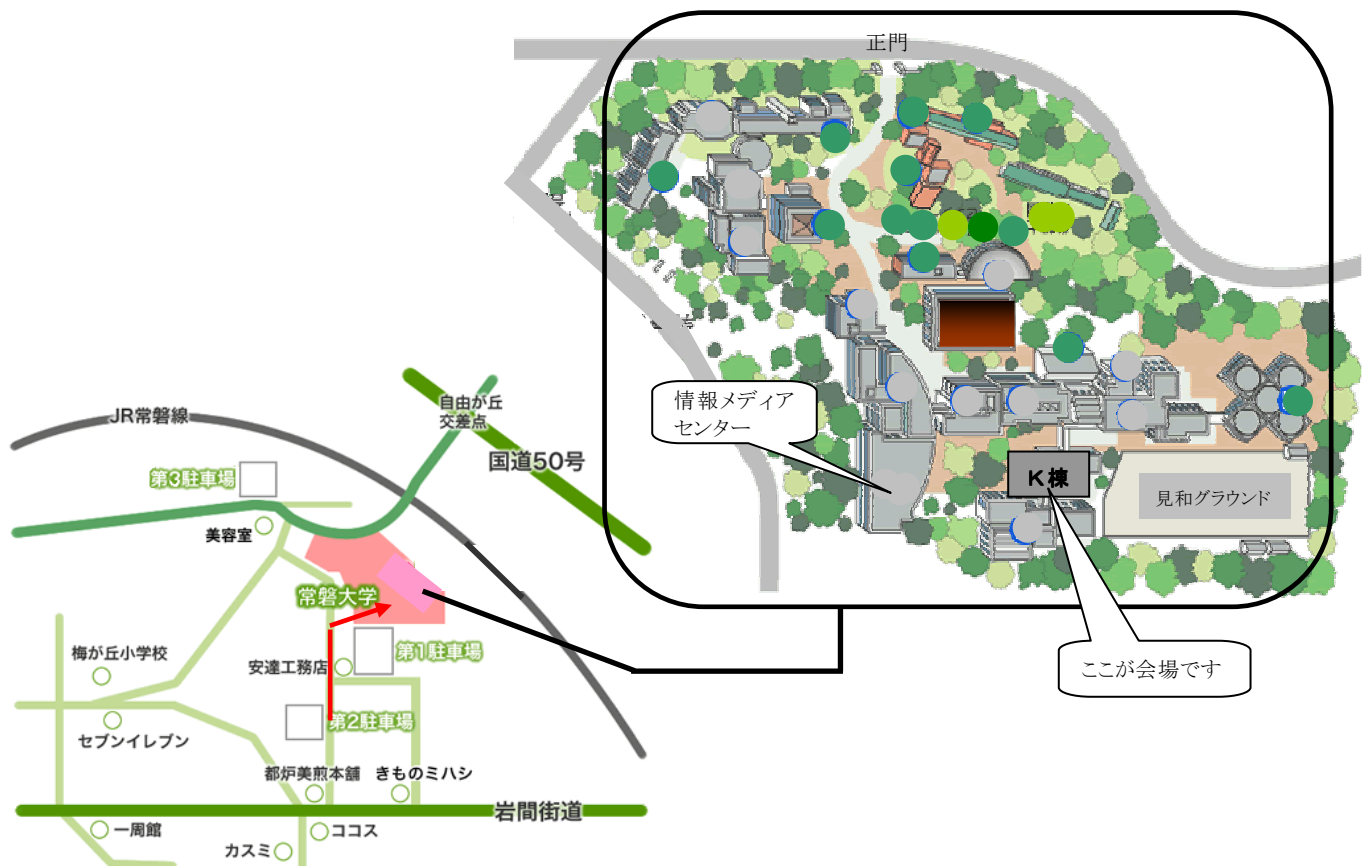 正門
情報メディア
センター
K棟
見和グラウンド
ここが会場です
JR常磐線
自由が丘
交差点
国道50号
第3駐車場
美容室
常磐大学
梅が丘小学校
安達工務店
第1駐車場
セブンイレブン
第2駐車場
都炉美煎本舗
きものミハシ
岩間街道
一周館
ココス
カスミ